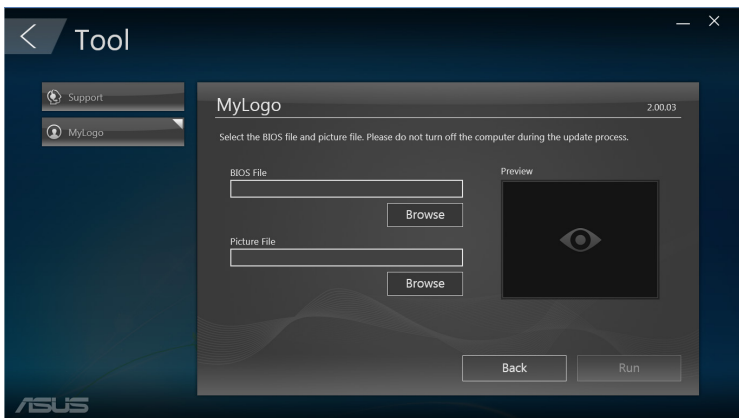 Tool
Support
MyLogo
MyLogo
2.00.03
Select the BIOS file and picture file. Please do not turn off the computer during the update process.
BIOS File
Preview
Browse
Picture File
Browse
Back
Run
ASUS